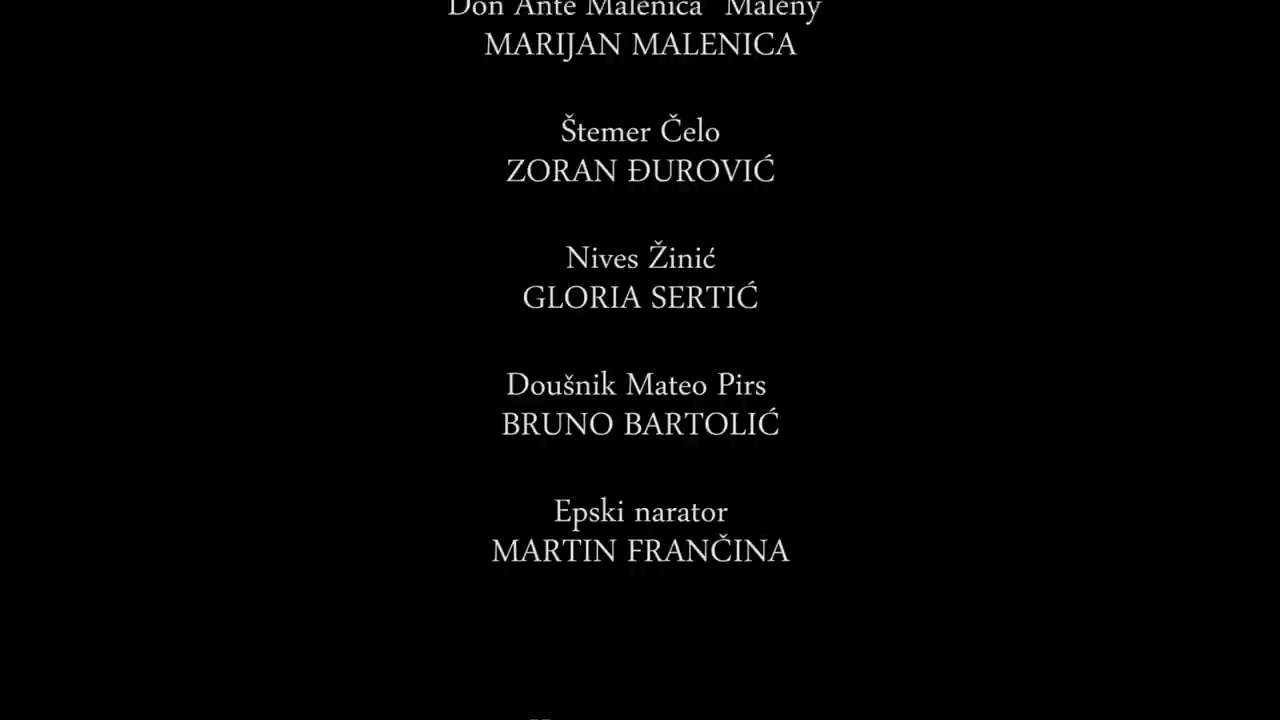 Don Ante Malenica "Maleny"
MARIJAN MALENICA
Štemer Čelo
ZORAN ĐUROVIĆ
Nives Žinić
GLORIA SERTIĆ
Doušnik Mateo Pirs
BRUNO BARTOLIĆ
Epski narator
MARTIN FRANČINA